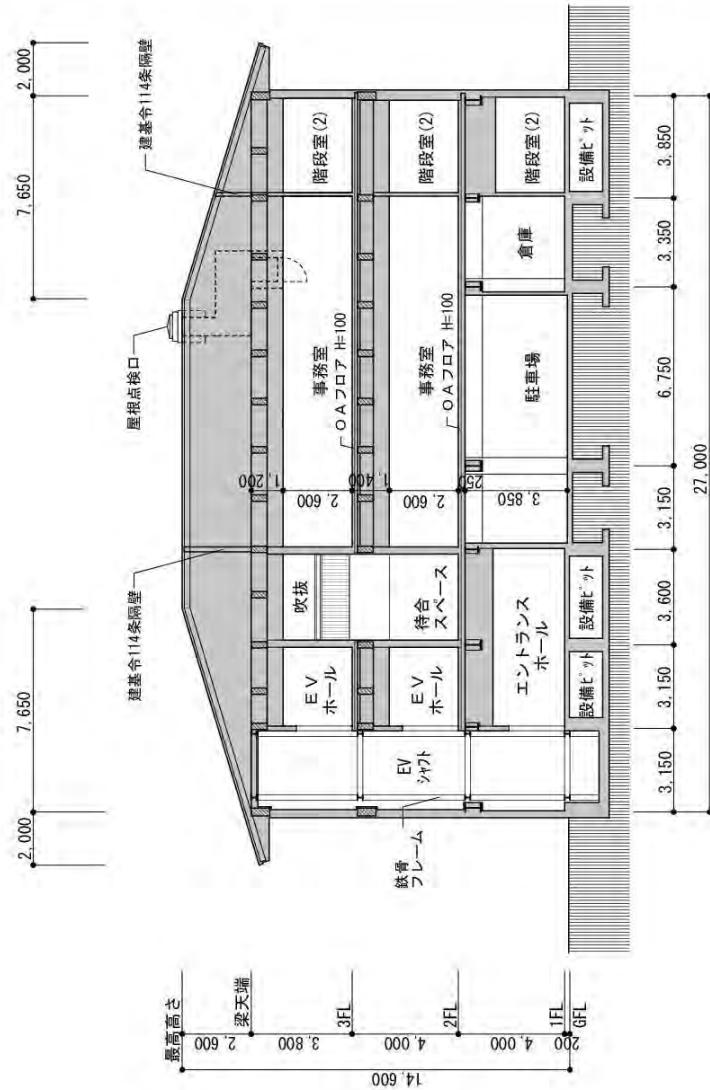 2,000
7,650
7,650
2,000
屋根点検口
建基令114条隔壁
建基令114条隔壁
最高高さ
2,600
梁天端
3,800
3FL
4,000
2FL
4,000
1FL
200
GFL
14,600
1,200
2,600
1,400
2,600
250
3,850
EV
ホール
吹抜
事務室
OAフロア H=100
階段室(2)
EV
シャフト
EV
ホール
待合
スペース
事務室
OAフロア H=100
階段室(2)
鉄骨
フレーム
エントランス
ホール
駐車場
倉庫
階段室(2)
設備ピット
設備ピット
設備ピット
3,150
3,150
3,600
3,150
6,750
3,350
3,850
27,000